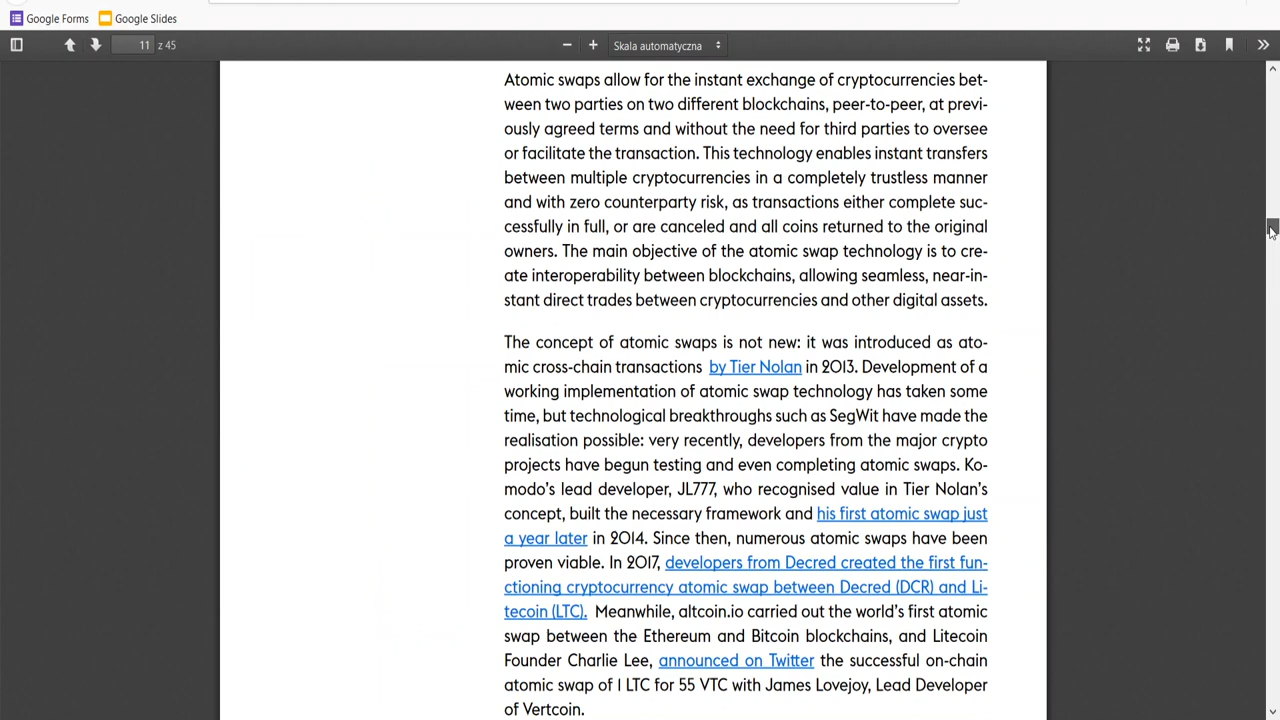 Google Forms Google Slides
11 z 45 Skala automatyczna
Atomic swaps allow for the instant exchange of cryptocurrencies bet-
ween two parties on two different blockchains, peer-to-peer, at previ-
ously agreed terms and without the need for third parties to oversee
or facilitate the transaction. This technology enables instant transfers
between multiple cryptocurrencies in a completely trustless manner
and with zero counterparty risk, as transactions either complete suc-
cessfully in full, or are canceled and all coins returned to the original
owners. The main objective of the atomic swap technology is to cre-
ate interoperability between blockchains, allowing seamless, near-in-
stant direct trades between cryptocurrencies and other digital assets.
The concept of atomic swaps is not new: it was introduced as ato-
mic cross-chain transactions by Tier Nolan in 2013. Development of a
working implementation of atomic swap technology has taken some
time, but technological breakthroughs such as SegWit have made the
realisation possible: very recently, developers from the major crypto
projects have begun testing and even completing atomic swaps. Ko-
modo's lead developer, JL777, who recognised value in Tier Nolan's
concept, built the necessary framework and his first atomic swap just
a year later in 2014. Since then, numerous atomic swaps have been
proven viable. In 2017, developers from Decred created the first fun-
ctioning cryptocurrency atomic swap between Decred (DCR) and Li-
tecoin (LTC). Meanwhile, altcoin.io carried out the world's first atomic
swap between the Ethereum and Bitcoin blockchains, and Litecoin
Founder Charlie Lee, announced on Twitter the successful on-chain
atomic swap of 1 LTC for 55 VTC with James Lovejoy, Lead Developer
of Vertcoin.